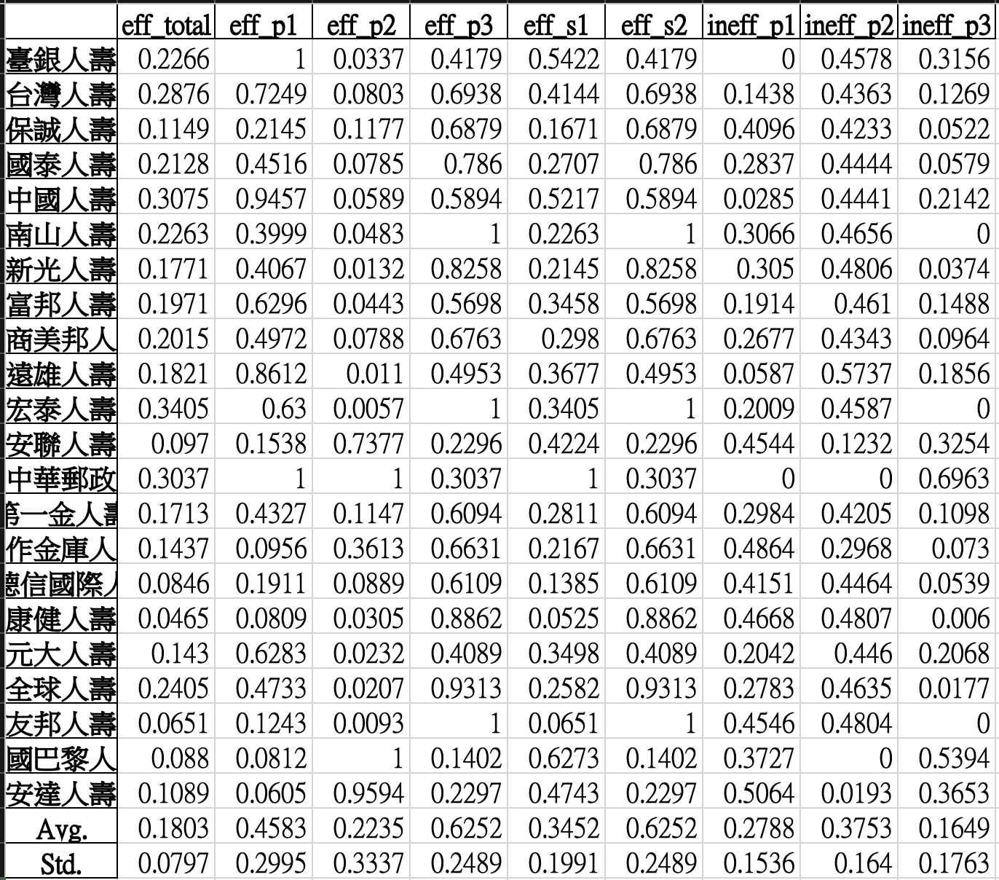 eff_total eff_p1 eff_p2 eff_p3 eff_s1 eff_s2 ineff_p1 ineff_p2 ineff_p3
臺銀人壽 0.2266 1 0.0337 0.4179 0.5422 0.4179 0 0.4578 0.3156
台灣人壽 0.2876 0.7249 0.0803 0.6938 0.4144 0.6938 0.1438 0.4363 0.1269
保誠人壽 0.1149 0.2145 0.1177 0.6879 0.1671 0.6879 0.4096 0.4233 0.0522
國泰人壽 0.2128 0.4516 0.0785 0.786 0.2707 0.786 0.2837 0.4444 0.0579
中國人壽 0.3075 0.9457 0.0589 0.5894 0.5217 0.5894 0.0285 0.4441 0.2142
南山人壽 0.2263 0.3999 0.0483 1 0.2263 1 0.3066 0.4656 0
新光人壽 0.1771 0.4067 0.0132 0.8258 0.2145 0.8258 0.305 0.4806 0.0374
富邦人壽 0.1971 0.6296 0.0443 0.5698 0.3458 0.5698 0.1914 0.461 0.1488
商美邦人 0.2015 0.4972 0.0788 0.6763 0.298 0.6763 0.2677 0.4343 0.0964
遠雄人壽 0.1821 0.8612 0.011 0.4953 0.3677 0.4953 0.0587 0.5737 0.1856
宏泰人壽 0.3405 0.63 0.0057 1 0.3405 1 0.2009 0.4587 0
安聯人壽 0.097 0.1538 0.7377 0.2296 0.4224 0.2296 0.4544 0.1232 0.3254
中華郵政 0.3037 1 1 0.3037 1 0.3037 0 0 0.6963
第一金人壽 0.1713 0.4327 0.1147 0.6094 0.2811 0.6094 0.2984 0.4205 0.1098
作金庫人 0.1437 0.0956 0.3613 0.6631 0.2167 0.6631 0.4864 0.2968 0.073
德信國際人 0.0846 0.1911 0.0889 0.6109 0.1385 0.6109 0.4151 0.4464 0.0539
康健人壽 0.0465 0.0809 0.0305 0.8862 0.0525 0.8862 0.4668 0.4807 0.006
元大人壽 0.143 0.6283 0.0232 0.4089 0.3498 0.4089 0.2042 0.446 0.2068
全球人壽 0.2405 0.4733 0.0207 0.9313 0.2582 0.9313 0.2783 0.4635 0.0177
友邦人壽 0.0651 0.1243 0.0093 1 0.0651 1 0.4546 0.4804 0
國巴黎人 0.088 0.0812 1 0.1402 0.6273 0.1402 0.3727 0 0.5394
安達人壽 0.1089 0.0605 0.9594 0.2297 0.4743 0.2297 0.5064 0.0193 0.3653
Avg. 0.1803 0.4583 0.2235 0.6252 0.3452 0.6252 0.2788 0.3753 0.1649
Std. 0.0797 0.2995 0.3337 0.2489 0.1991 0.2489 0.1536 0.164 0.1763